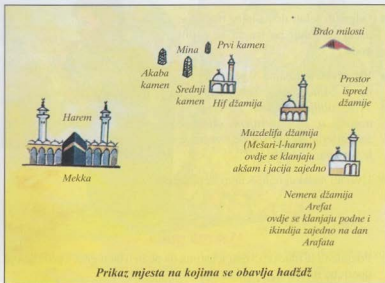 Brdo milosti
Mina
Prvi kamen
Akaba
kamen
Srednji
kamen
Hif džamija
Prostor
ispred
džamije
Harem
Mekka
Muzdelifa džamija
(Mešari-l-haram)
ovdje se klanjaju
akšam i jacija zajedno
Nemera džamija
Arefat
ovdje se klanjaju podne i
ikindija zajedno na dan
Arafata
Prikaz mjesta na kojima se obavlja hadždž